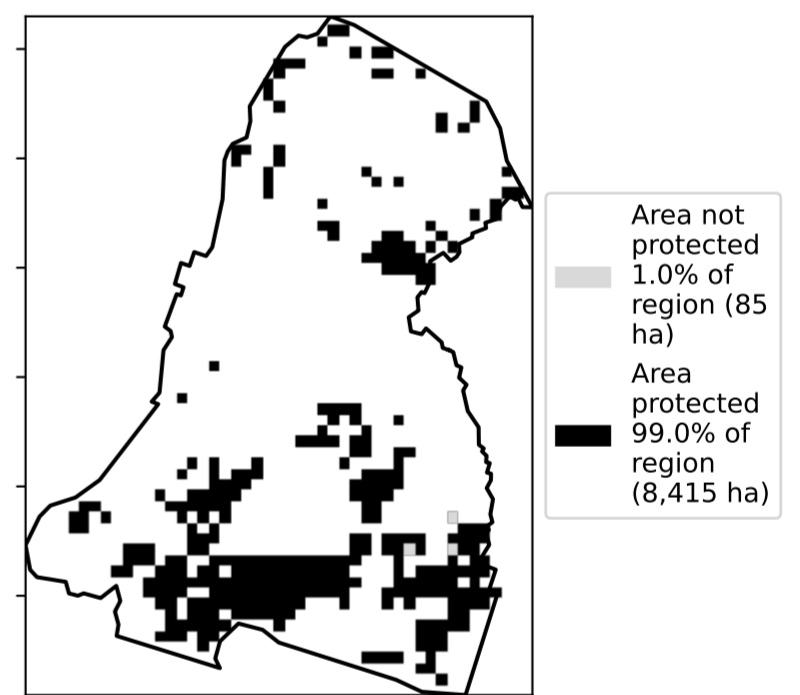 Area not
protected
1.0% of
region (85
ha)
Area
protected
99.0% of
region
(8,415 ha)